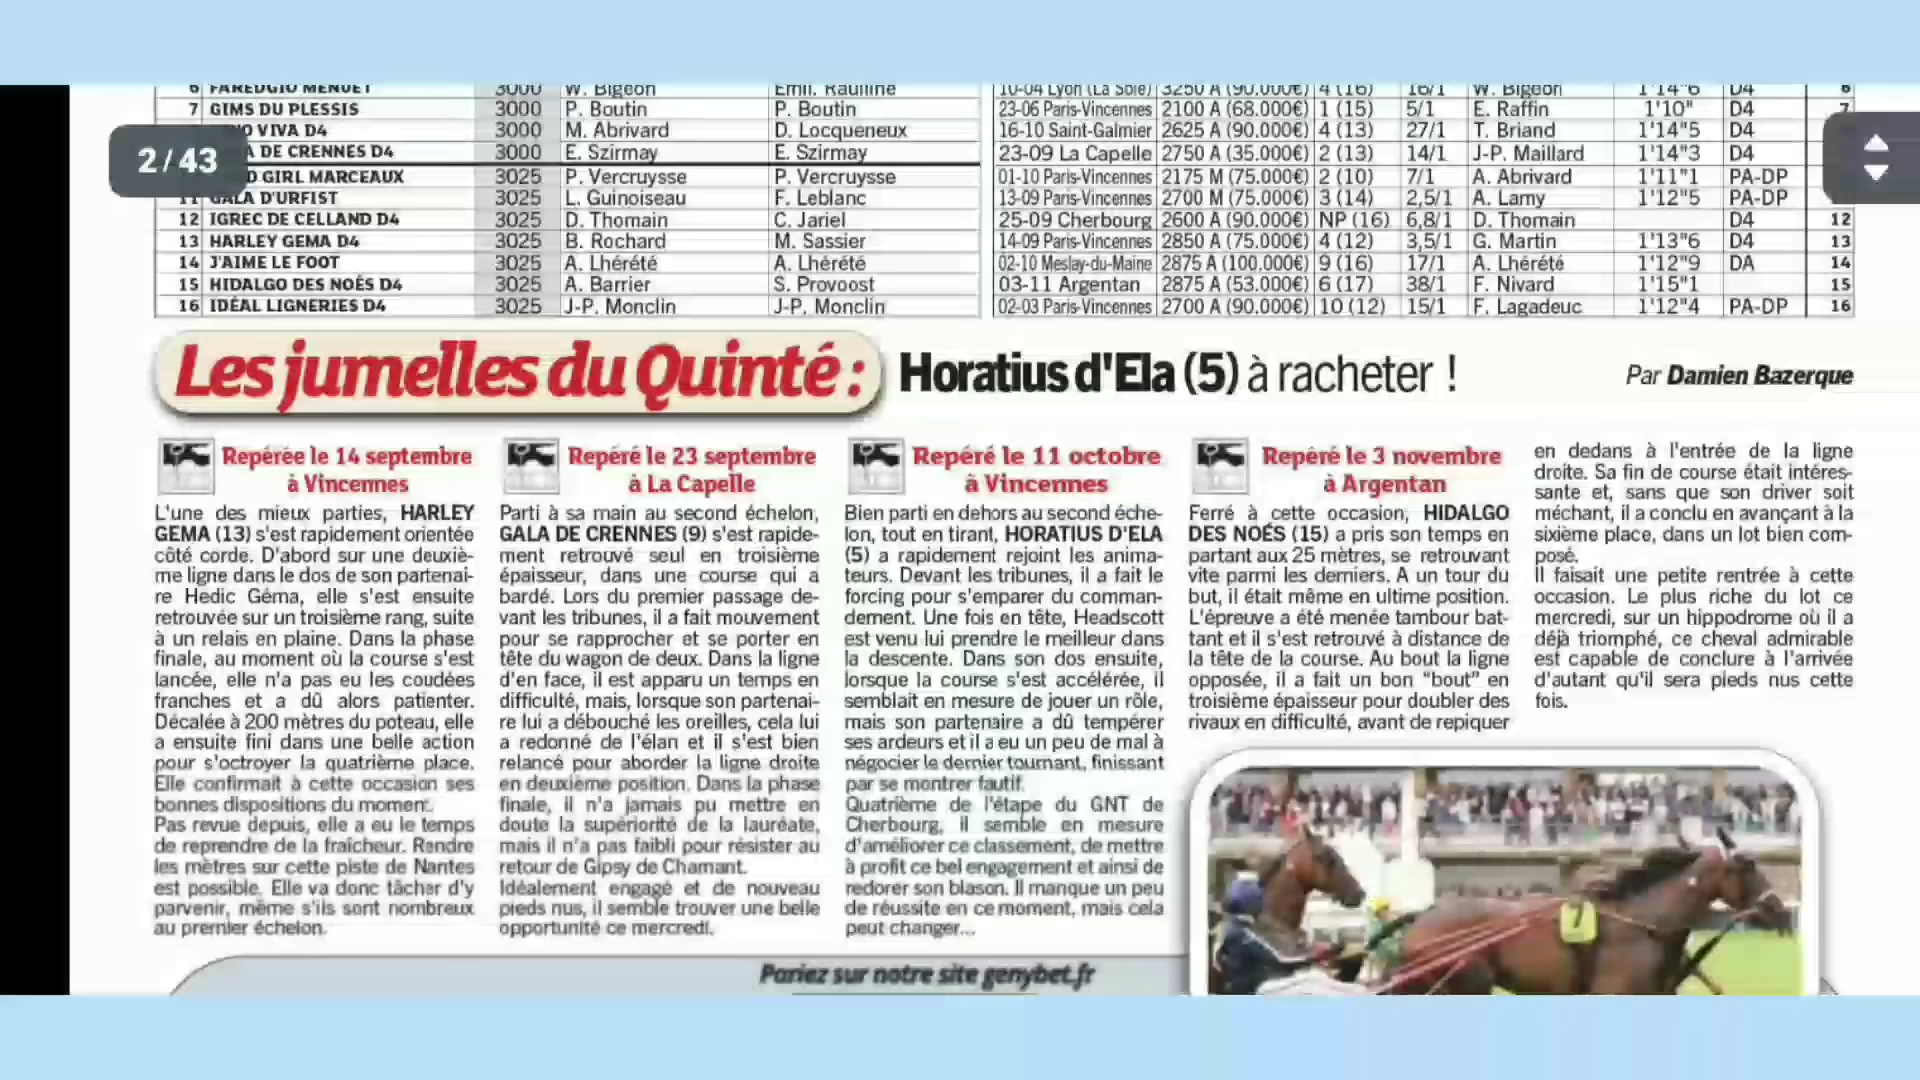 6 FAREDGIO MENUET 3000 W. Bigeon Emil. Raulline 10-04 Lyon (La Soie) 3250 A (90.000€) 4 (16) 16/1 W. Bigeon 1'14"6 D4 6
7 GIMS DU PLESSIS 3000 P. Boutin P. Boutin 23-06 Paris-Vincennes 2100 A (68.000€) 1 (15) 5/1 E. Raffin 1'10" D4 7
O VIVA D4 3000 M. Abrivard D. Locqueneux 16-10 Saint-Galmier 2625 A (90.000€) 4 (13) 27/1 T. Briand 1'14"5 D4
A DE CRENNES D4 3000 E. Szirmay E. Szirmay 23-09 La Capelle 2750 A (35.000€) 2 (13) 14/1 J-P. Maillard 1'14"3 D4
2/43
D GIRL MARCEAUX 3025 P. Vercruysse P. Vercruysse 01-10 Paris-Vincennes 2175 M (75.000€) 2 (10) 7/1 A. Abrivard 1'11"1 PA-DP
11 GALA D'URFIST 3025 L. Guinoiseau F. Leblanc 13-09 Paris-Vincennes 2700 M (75.000€) 3 (14) 2,5/1 A. Lamy 1'12"5 PA-DP
12 IGREC DE CELLAND D4 3025 D. Thomain C. Jariel 25-09 Cherbourg 2600 A (90.000€) NP (16) 6,8/1 D. Thomain D4 12
13 HARLEY GEMA D4 3025 B. Rochard M. Sassier 14-09 Paris-Vincennes 2850 A (75.000€) 4 (12) 3,5/1 G. Martin 1'13"6 D4 13
14 J'AIME LE FOOT 3025 A. Lhérété A. Lhérété 02-10 Meslay-du-Maine 2875 A (100.000€) 9 (16) 17/1 A. Lhérété 1'12"9 DA 14
15 HIDALGO DES NOÉS D4 3025 A. Barrier S. Provoost 03-11 Argentan 2875 A (53.000€) 6 (17) 38/1 F. Nivard 1'15"1 15
16 IDÉAL LIGNERIES D4 3025 J-P. Monclin J-P. Monclin 02-03 Paris-Vincennes 2700 A (90.000€) 10 (12) 15/1 F. Lagadeuc 1'12"4 PA-DP 16
Les jumelles du Quinté : Horatius d'Ela (5) à racheter ! Par Damien Bazerque
Repérée le 14 septembre
à Vincennes
L'une des mieux parties, HARLEY
GEMA (13) s'est rapidement orientée
côté corde. D'abord sur une deuxiè-
me ligne dans le dos de son partenai-
re Hedic Géma, elle s'est ensuite
retrouvée sur un troisième rang, suite
à un relais en plaine. Dans la phase
finale, au moment où la course s'est
lancée, elle n'a pas eu les coudées
franches et a dû alors patienter.
Décalée à 200 mètres du poteau, elle
a ensuite fini dans une belle action
pour s'octroyer la quatrième place.
Elle confirmait à cette occasion ses
bonnes dispositions du moment.
Pas revue depuis, elle a eu le temps
de reprendre de la fraîcheur. Rendre
les mètres sur cette piste de Nantes
est possible. Elle va donc tâcher d'y
parvenir, même s'ils sont nombreux
au premier échelon.
Repéré le 23 septembre
à La Capelle
Parti à sa main au second échelon,
GALA DE CRENNES (9) s'est rapide-
ment retrouvé seul en troisième
épaisseur, dans une course qui a
bardé. Lors du premier passage de-
vant les tribunes, il a fait mouvement
pour se rapprocher et se porter en
tête du wagon de deux. Dans la ligne
d'en face, il est apparu un temps en
difficulté, mais, lorsque son partenai-
re lui a débouché les oreilles, cela lui
a redonné de l'élan et il s'est bien
relancé pour aborder la ligne droite
en deuxième position. Dans la phase
finale, il n'a jamais pu mettre en
doute la supériorité de la lauréate,
mais il n'a pas faibli pour résister au
retour de Gipsy de Chamant.
Idéalement engagé et de nouveau
pieds nus, il semble trouver une belle
opportunité ce mercredi.
Repéré le 11 octobre
à Vincennes
Bien parti en dehors au second éche-
lon, tout en tirant, HORATIUS D'ELA
(5) a rapidement rejoint les anima-
teurs. Devant les tribunes, il a fait le
forcing pour s'emparer du comman-
dement. Une fois en tête, Headscott
est venu lui prendre le meilleur dans
la descente. Dans son dos ensuite,
lorsque la course s'est accélérée, il
semblait en mesure de jouer un rôle,
mais son partenaire a dû tempérer
ses ardeurs et il a eu un peu de mal à
négocier le dernier tournant, finissant
par se montrer fautif.
Quatrième de l'étape du GNT de
Cherbourg, il semble en mesure
d'améliorer ce classement, de mettre
à profit ce bel engagement et ainsi de
redorer son blason. Il manque un peu
de réussite en ce moment, mais cela
peut changer...
Repéré le 3 novembre
à Argentan
Ferré à cette occasion, HIDALGO
DES NOÉS (15) a pris son temps en
partant aux 25 mètres, se retrouvant
vite parmi les derniers. A un tour du
but, il était même en ultime position.
L'épreuve a été menée tambour bat-
tant et il s'est retrouvé à distance de
la tête de la course. Au bout la ligne
opposée, il a fait un bon "bout" en
troisième épaisseur pour doubler des
rivaux en difficulté, avant de repiquer
en dedans à l'entrée de la ligne
droite. Sa fin de course était intéres-
sante et, sans que son driver soit
méchant, il a conclu en avançant à la
sixième place, dans un lot bien com-
posé.
Il faisait une petite rentrée à cette
occasion. Le plus riche du lot ce
mercredi, sur un hippodrome où il a
déjà triomphé, ce cheval admirable
est capable de conclure à l'arrivée
d'autant qu'il sera pieds nus cette
fois.
7
Pariez sur notre site genybet.fr